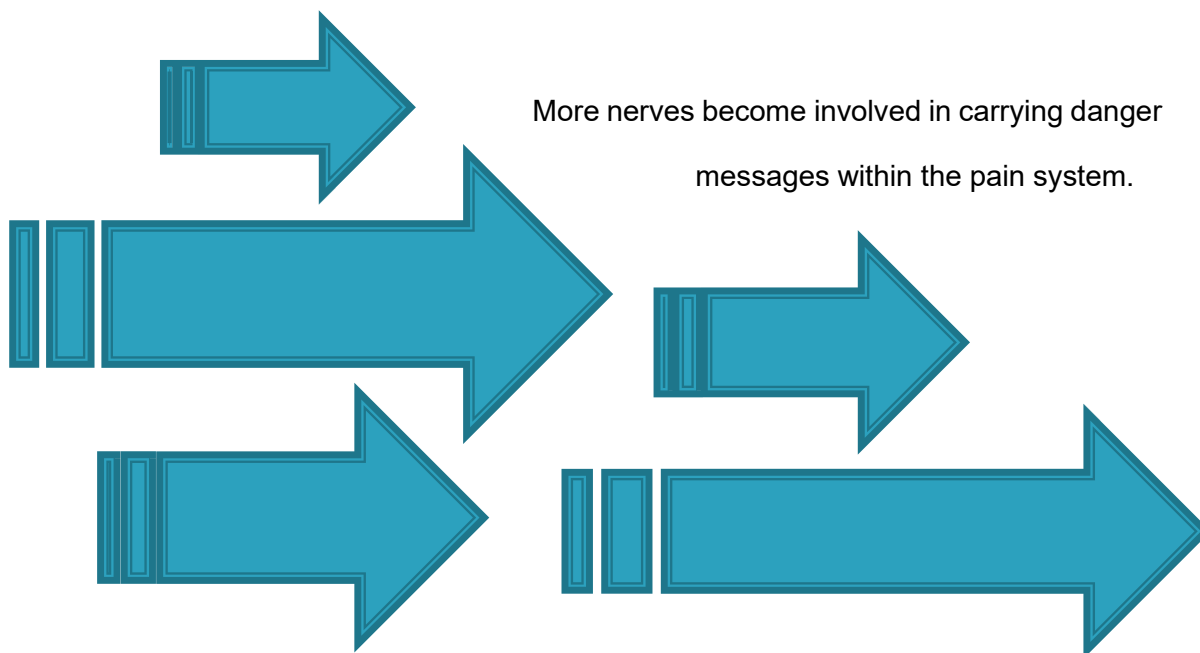 More nerves become involved in carrying danger
messages within the pain system.